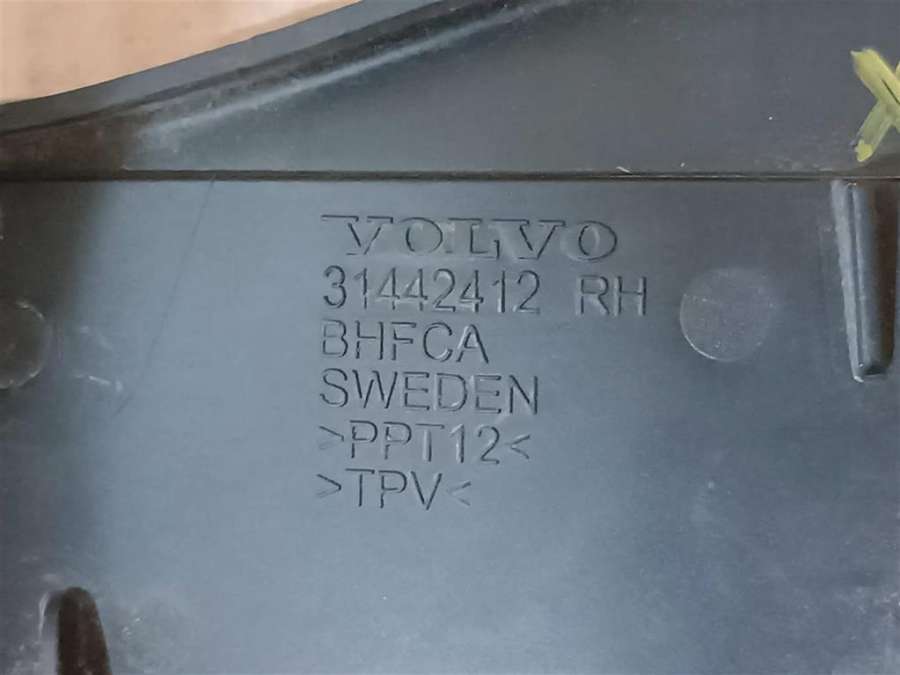 VOLVO
31442412 RH
BHFCA
SWEDEN
>PPT12<
>TPV<